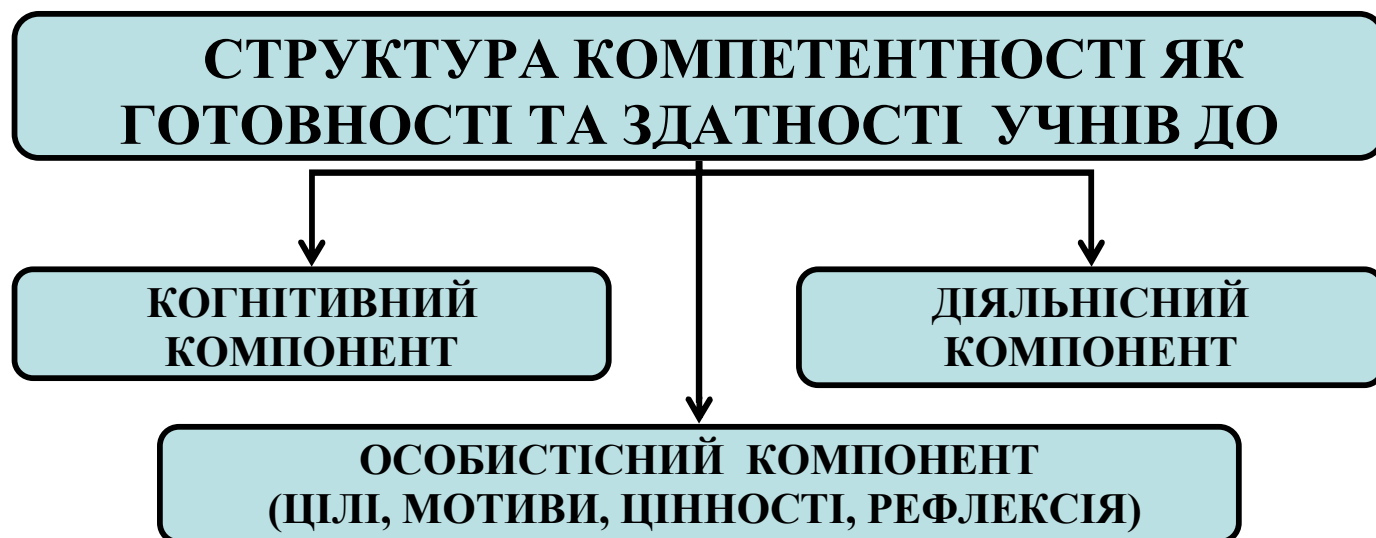 СТРУКТУРА КОМПЕТЕНТНОСТІ ЯК
ГОТОВНОСТІ ТА ЗДАТНОСТІ УЧНІВ ДО
КОГНІТИВНИЙ
КОМПОНЕНТ
ДІЯЛЬНІСНИЙ
КОМПОНЕНТ
ОСОБИСТІСНИЙ КОМПОНЕНТ
(ЦІЛІ, МОТИВИ, ЦІННОСТІ, РЕФЛЕКСІЯ)